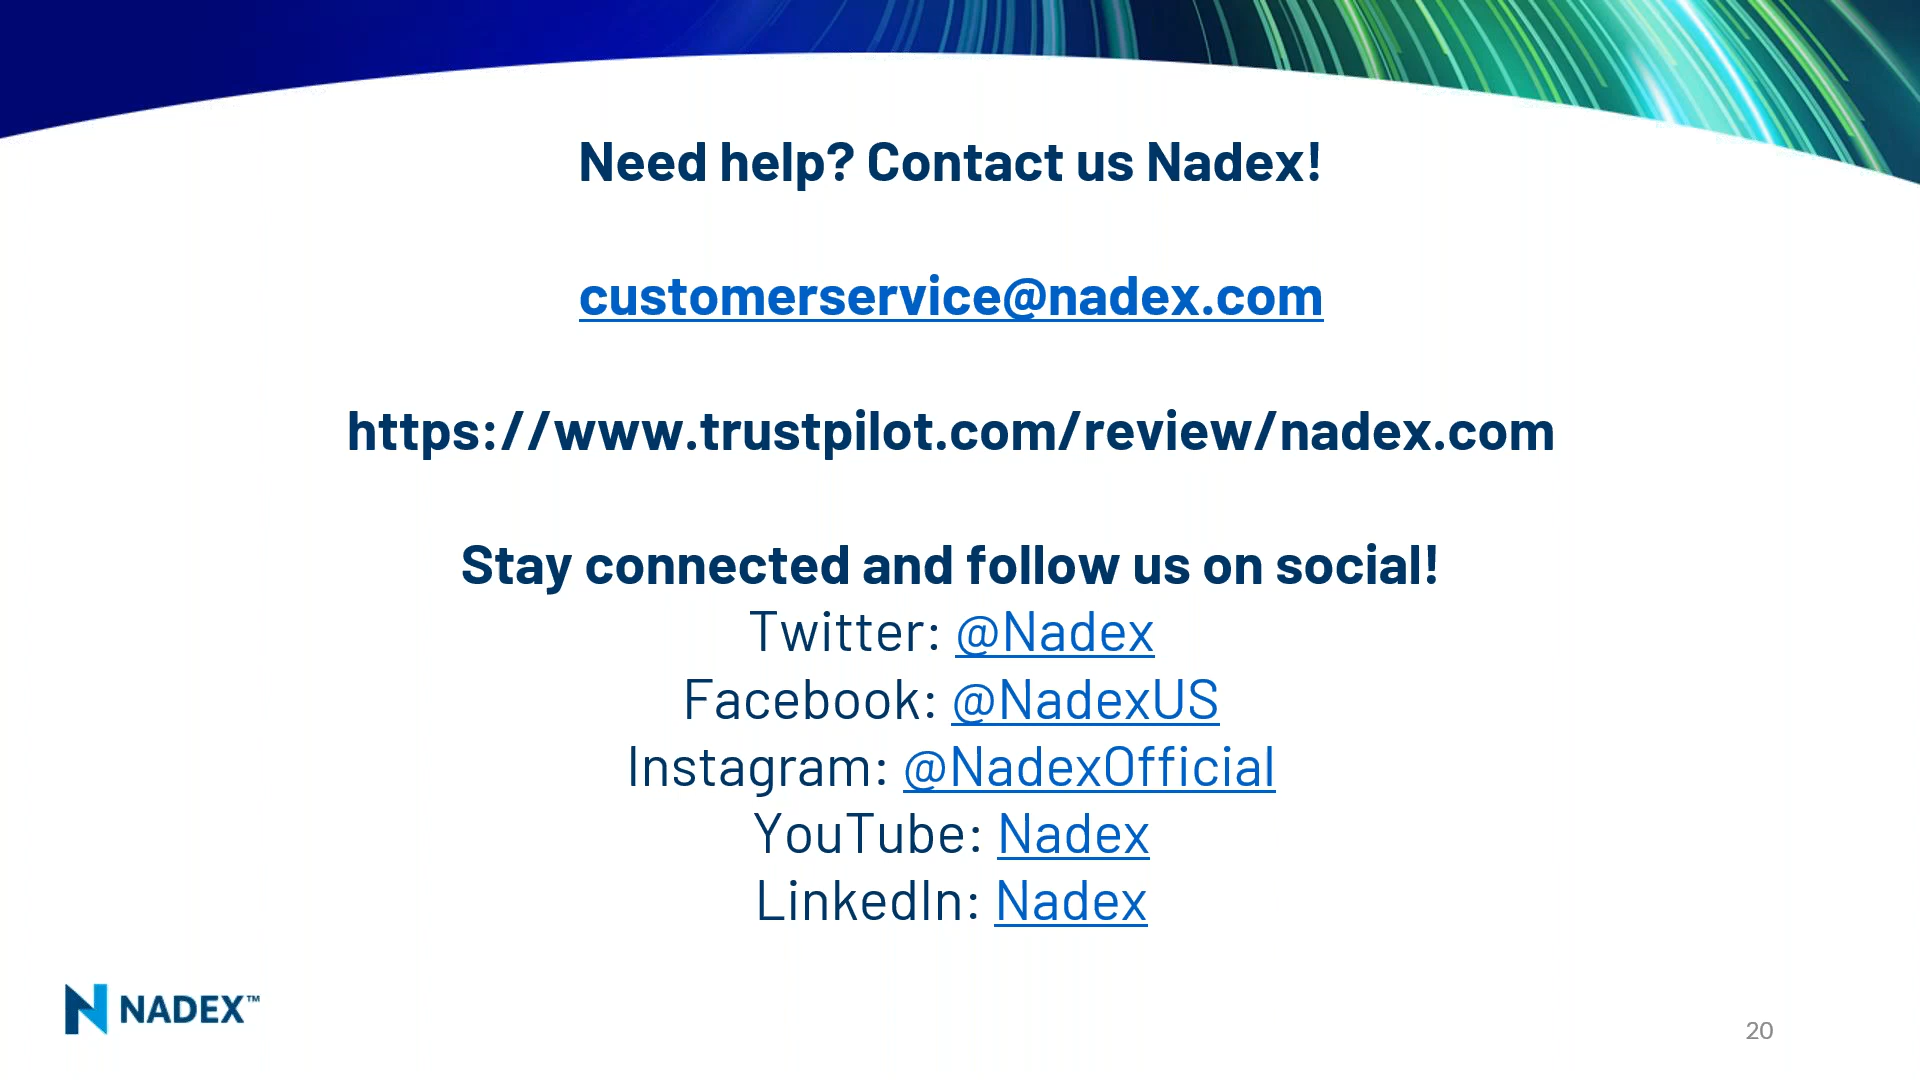 Need help? Contact us Nadex!
customerservice@nadex.com
https://www.trustpilot.com/review/nadex.com
Stay connected and follow us on social!
Twitter: @Nadex
Facebook: @NadexUS
Instagram: @NadexOfficial
YouTube: Nadex
LinkedIn: Nadex
NADEX™
20